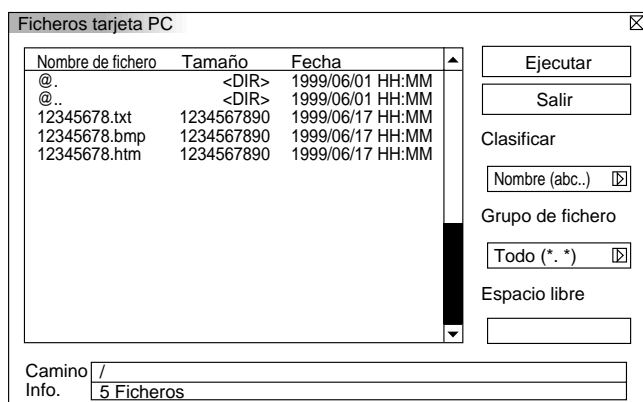 Ficheros tarjeta PC
Nombre de fichero Tamaño Fecha
@. <DIR> 1999/06/01 HH:MM
@.. <DIR> 1999/06/01 HH:MM
12345678.txt 1234567890 1999/06/17 HH:MM
12345678.bmp 1234567890 1999/06/17 HH:MM
12345678.htm 1234567890 1999/06/17 HH:MM
Ejecutar
Salir
Clasificar
Nombre (abc..)
Grupo de fichero
Todo (*. *)
Espacio libre
Camino /
Info. 5 Ficheros